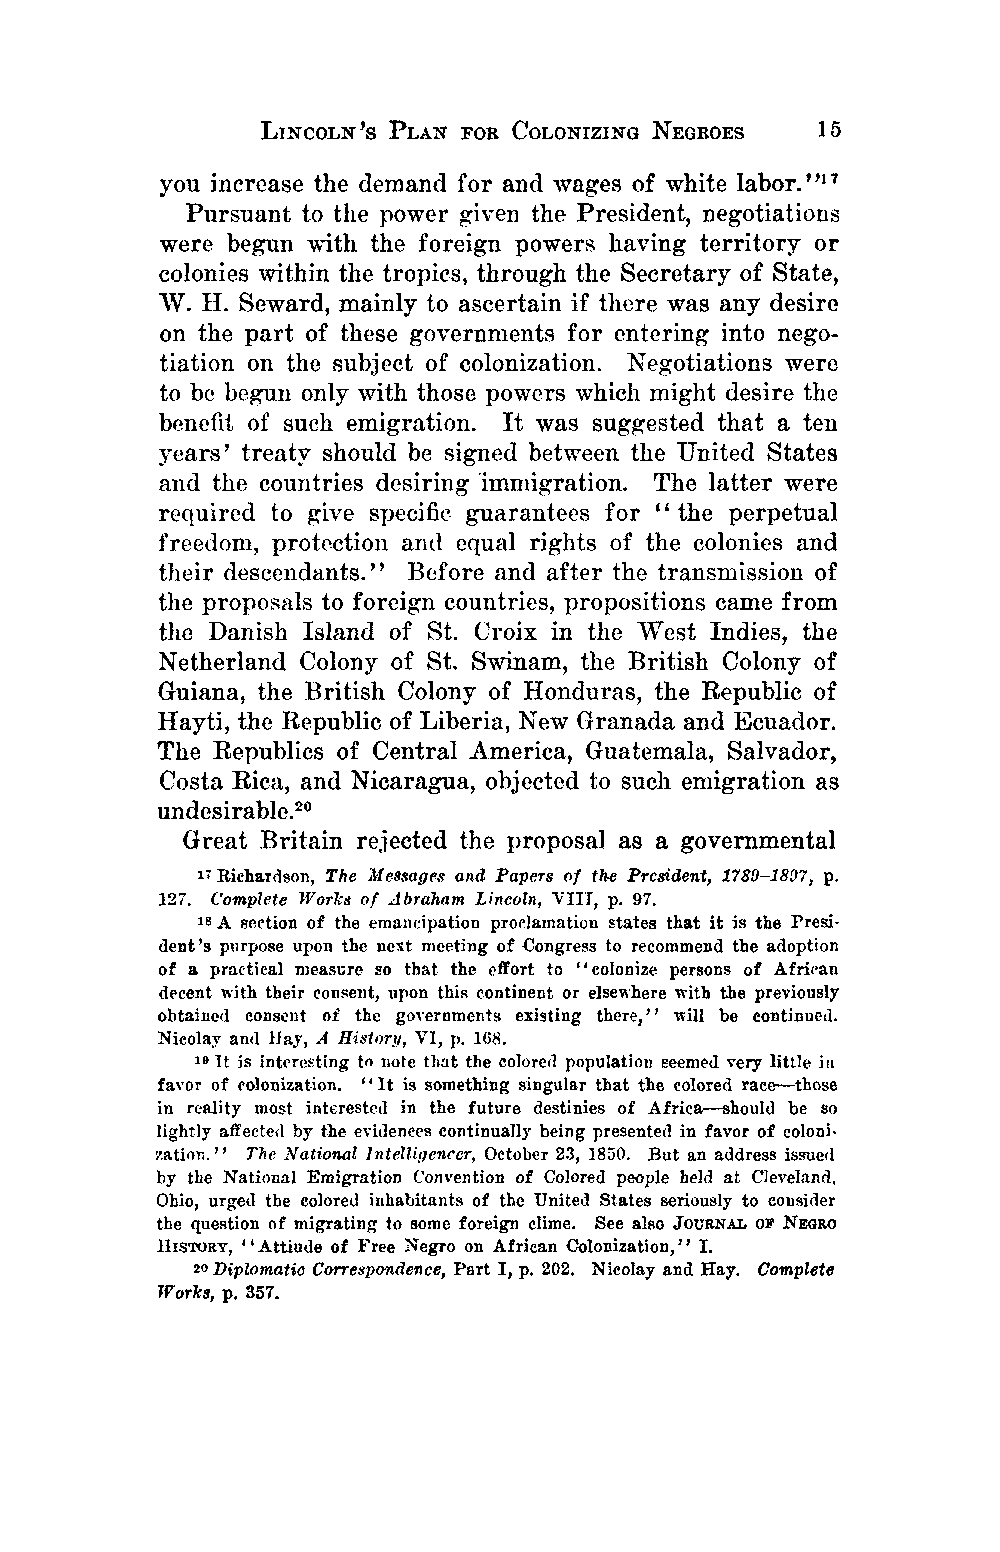 LINCOLN'S PLAN FOR COLONIZING NEGROES 15
you increase the demand for and wages of white labor."17
Pursuant to the power given the President, negotiations
were begun with the foreign powers having territory or
colonies within the tropics, through the Secretary of State,
W. H. Seward, mainly to ascertain if there was any desire
on the part of these governments for entering into nego-
tiation on the subject of colonization. Negotiations were
to be begun only with those powers which might desire the
benefit of such emigration. It was suggested that a ten
years' treaty should be signed between the United States
and the countries desiring immigration. The latter were
required to give specific guarantees for "the perpetual
freedom, protection and equal rights of the colonies and
their descendants." Before and after the transmission of
the proposals to foreign countries, propositions came from
the Danish Island of St. Croix in the West Indies, the
Netherland Colony of St. Swinam, the British Colony of
Guiana, the British Colony of Honduras, the Republic of
Hayti, the Republic of Liberia, New Granada and Ecuador.
The Republics of Central America, Guatemala, Salvador,
Costa Rica, and Nicaragua, objected to such emigration as
undesirable.20
Great Britain rejected the proposal as a governmental
17 Richardson, The Messages and Papers of the President, 1789–1897, p.
127. Complete Works of Abraham Lincoln, VIII, p. 97.
18 A section of the emancipation proclamation states that it is the Presi-
dent's purpose upon the next meeting of Congress to recommend the adoption
of a practical measure so that the effort to "colonize persons of African
decent with their consent, upon this continent or elsewhere with the previously
obtained consent of the governments existing there," will be continued.
Nicolay and Hay, A History, VI, p. 168.
19 It is interesting to note that the colored population seemed very little in
favor of colonization. "It is something singular that the colored race—those
in reality most interested in the future destinies of Africa—should be so
lightly affected by the evidences continually being presented in favor of coloni-
zation." The National Intelligencer, October 23, 1850. But an address issued
by the National Emigration Convention of Colored people held at Cleveland,
Ohio, urged the colored inhabitants of the United States seriously to consider
the question of migrating to some foreign clime. See also JOURNAL OF NEGRO
HISTORY, "Attiude of Free Negro on African Colonization," I.
20 Diplomatic Correspondence, Part I, p. 202. Nicolay and Hay. Complete
Works, p. 357.